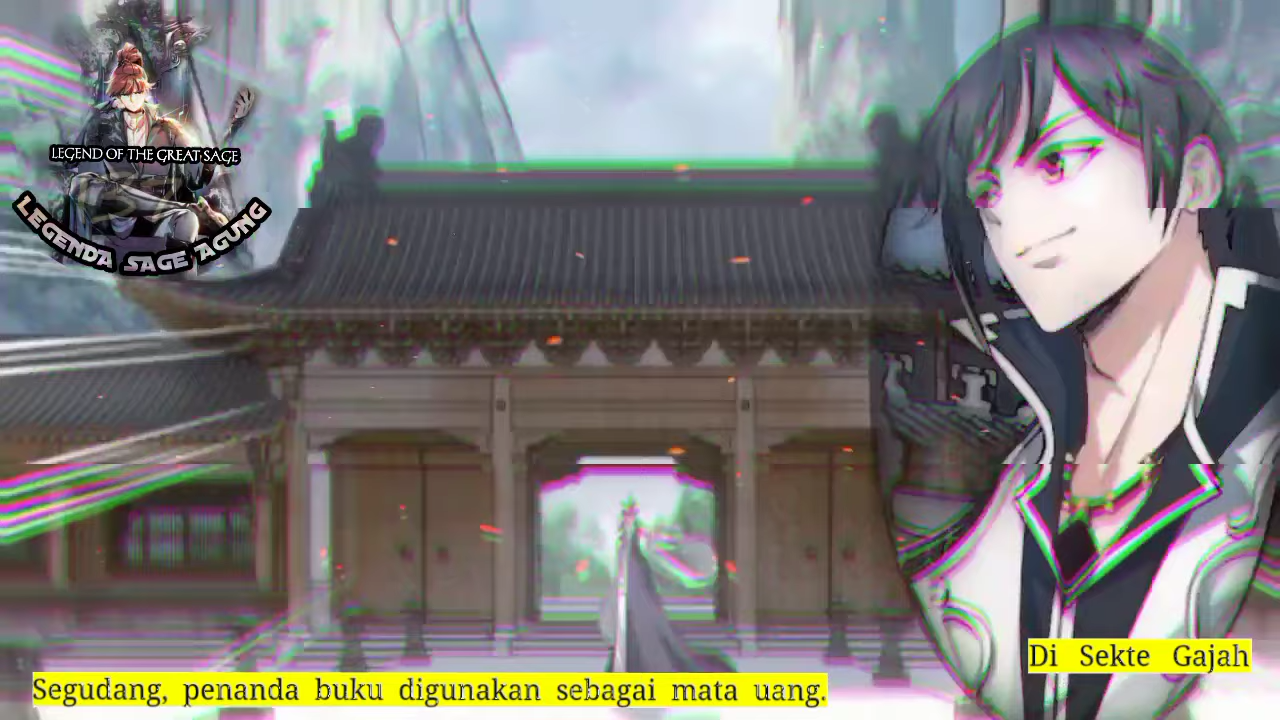 LEGEND OF THE GREAT SAGE
LEGENDA SAGE AGUNG
Di Sekte Gajah
Segudang, penanda buku digunakan sebagai mata uang.